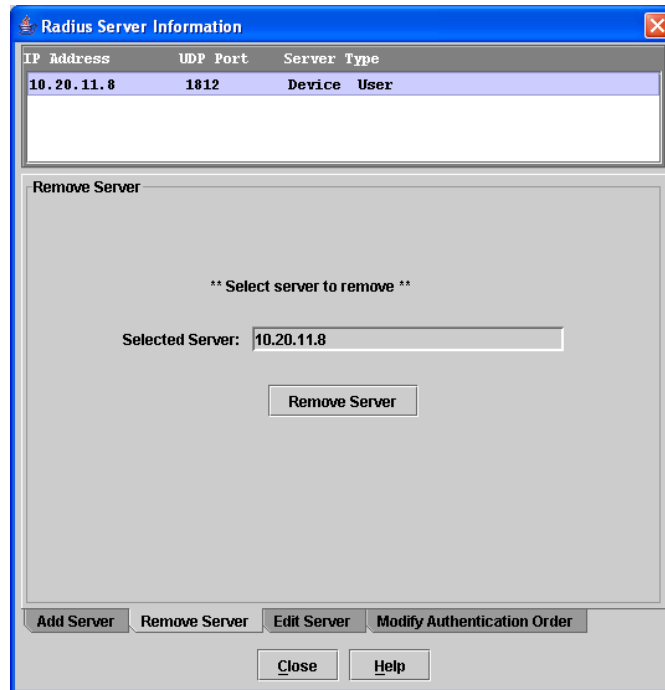 Radius Server Information
IP Address UDP Port Server Type
10.20.11.8 1812 Device User
Remove Server
** Select server to remove **
Selected Server: 10.20.11.8
Remove Server
Add Server Remove Server Edit Server Modify Authentication Order
Close Help